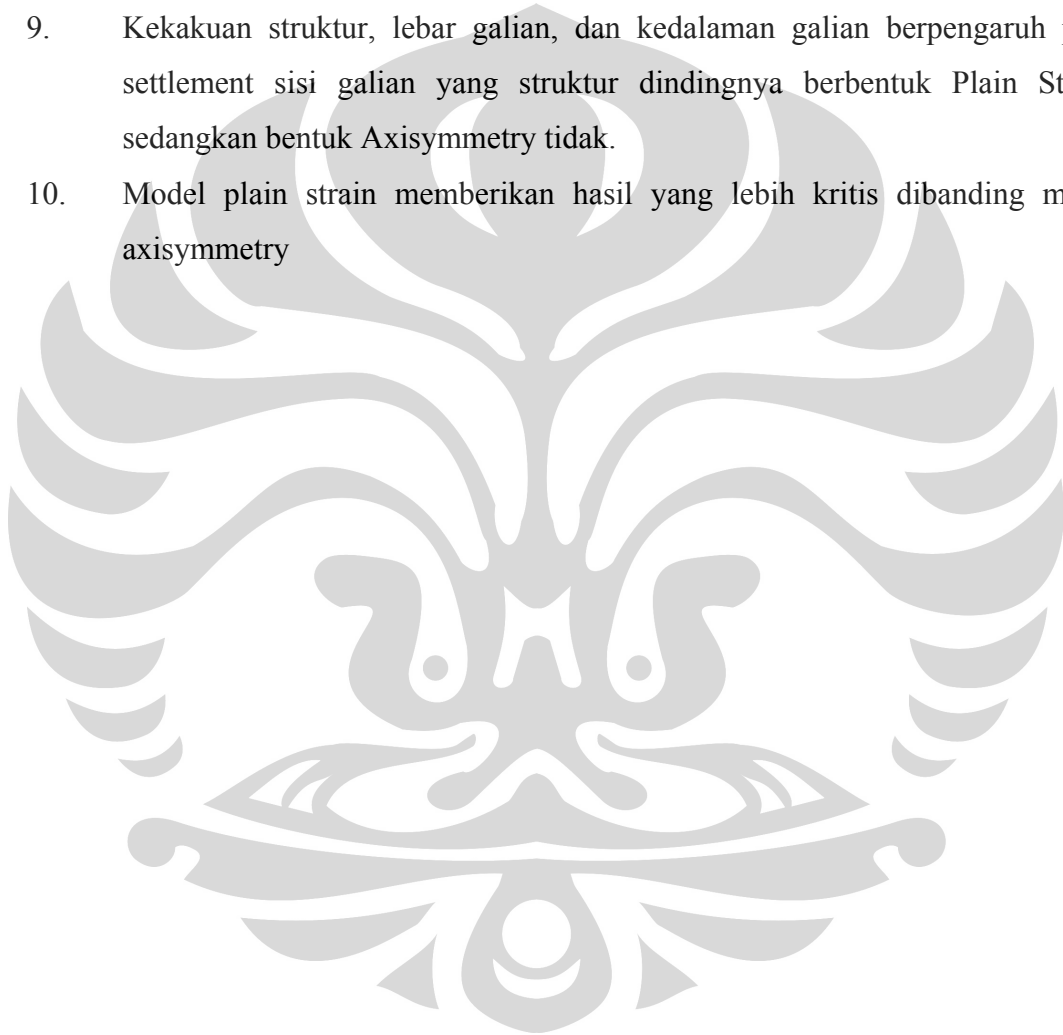 9. Kekakuan struktur, lebar galian, dan kedalaman galian berpengaruh
settlement sisi galian yang struktur dindingnya berbentuk Plain
sedangkan bentuk Axisymmetry tidak.
10. Model plain strain memberikan hasil yang lebih kritis dibanding
axisymmetry